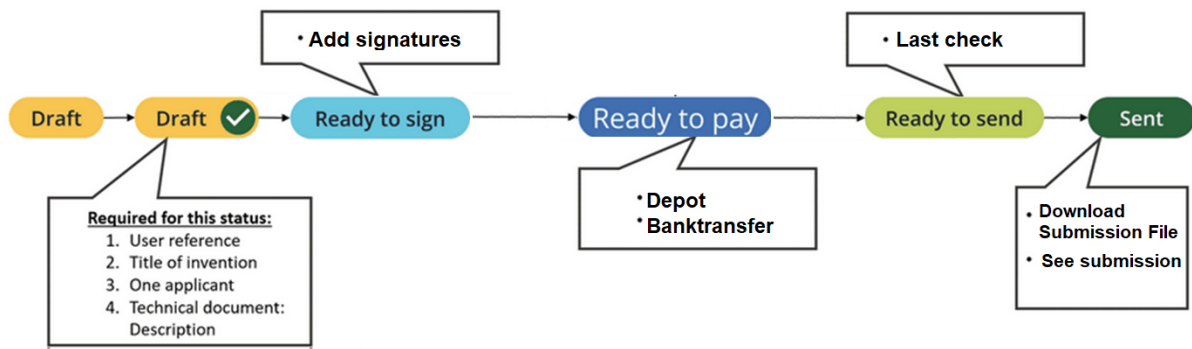 • Add signatures
• Last check
Draft
Draft
Ready to sign
Ready to pay
Ready to send
Sent
Required for this status:
1. User reference
2. Title of invention
3. One applicant
4. Technical document:
Description
• Depot
• Banktransfer
• Download
Submission File
• See submission